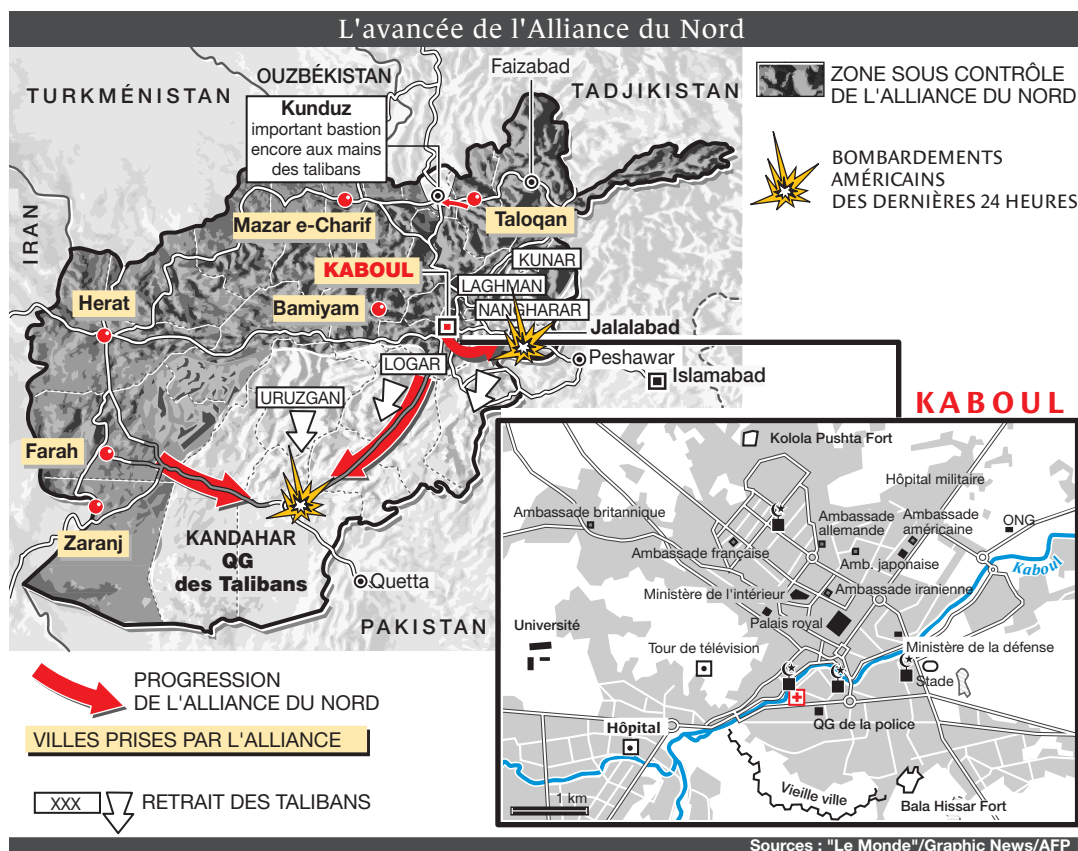 L'avancée de l'Alliance du Nord
TURKMÉNISTAN
OUZBÉKISTAN
Faizabad
TADJIKISTAN
Kunduz
important bastion
encore aux mains
des talibans
IRAN
Mazar e-Charif
Taloqan
KABOUL
KUNAR
LAGHMAN
NANGHARAR
Herat
Bamiyam
Jalalabad
Peshawar
Islamabad
LOGAR
URUZGAN
Farah
Zaranj
KANDAHAR
QG
des Talibans
Quetta
PAKISTAN
ZONE SOUS CONTRÔLE
DE L'ALLIANCE DU NORD
BOMBARDEMENTS
AMÉRICAINS
DES DERNIÈRES 24 HEURES
PROGRESSION
DE L'ALLIANCE DU NORD
VILLES PRISES PAR L'ALLIANCE
XXX
RETRAIT DES TALIBANS
KABOUL
Kolola Pushta Fort
Hôpital militaire
Ambassade britannique
Ambassade
allemande
Ambassade
américaine
ONG
Ambassade française
Amb. japonaise
Kaboul
Ministère de l'intérieur
Ambassade iranienne
Palais royal
Université
Tour de télévision
Ministère de la défense
Stade
Hôpital
QG de la police
Vieille ville
Bala Hissar Fort
1 km
Sources : "Le Monde"/Graphic News/AFP